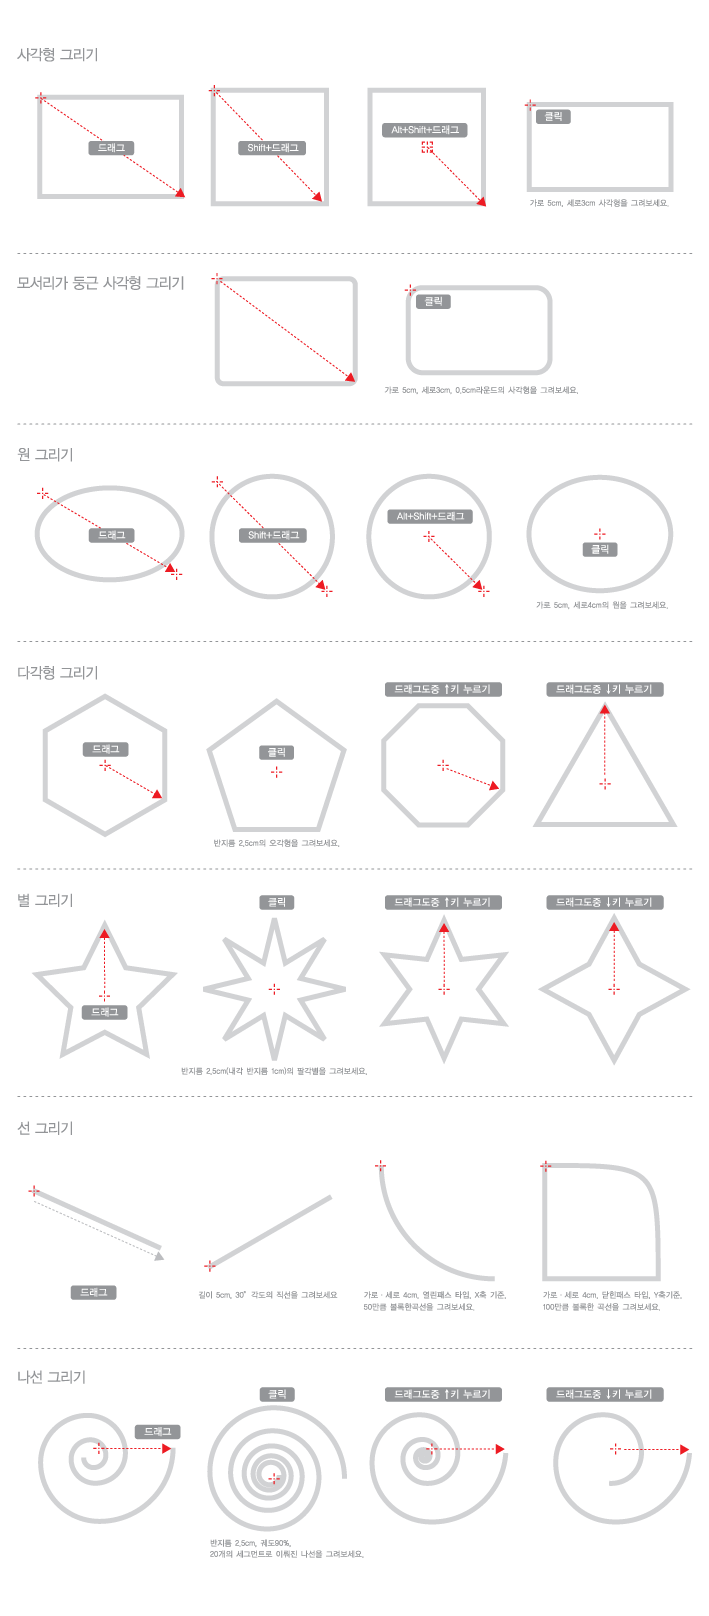 사각형 그리기
드래그
Shift+드래그
Alt+Shift+드래그
클릭
가로 5cm, 세로3cm 사각형을 그려보세요.
모서리가 둥근 사각형 그리기
클릭
가로 5cm, 세로3cm, 0.5cm라운드의 사각형을 그려보세요.
원 그리기
드래그
Shift+드래그
Alt+Shift+드래그
클릭
가로 5cm, 세로4cm의 원을 그려보세요.
다각형 그리기
드래그
클릭
드래그도중 ↑키 누르기
드래그도중 ↓키 누르기
반지름 2.5cm의 오각형을 그려보세요.
별 그리기
드래그
클릭
드래그도중 ↑키 누르기
드래그도중 ↓키 누르기
반지름 2.5cm(내각 반지름 1cm)의 팔각별을 그려보세요.
선 그리기
드래그
길이 5cm, 30° 각도의 직선을 그려보세요
가로 · 세로 4cm, 열린패스 타입, X축 기준,
50만큼 볼록한곡선을 그려보세요.
가로 · 세로 4cm, 닫힌패스 타입, Y축기준,
100만큼 볼록한 곡선을 그려보세요.
나선 그리기
드래그
클릭
드래그도중 ↑키 누르기
드래그도중 ↓키 누르기
반지름 2.5cm, 궤도90%,
20개의 세그먼트로 이뤄진 나선을 그려보세요.